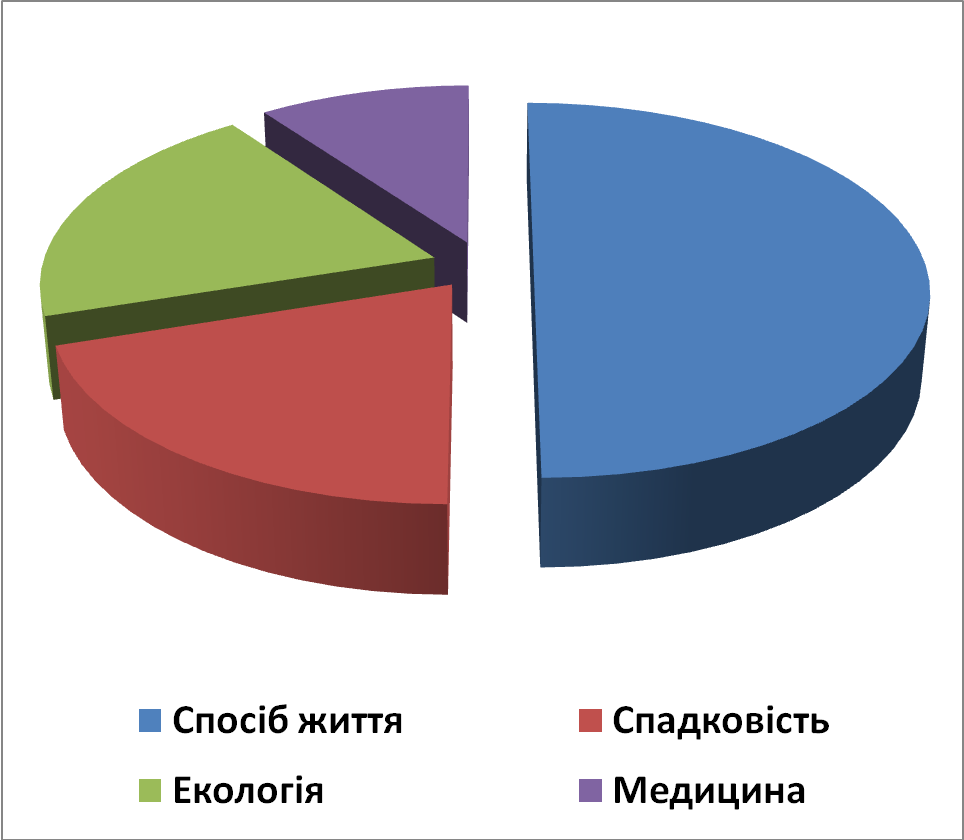 Спосіб життя
Спадковість
Екологія
Медицина